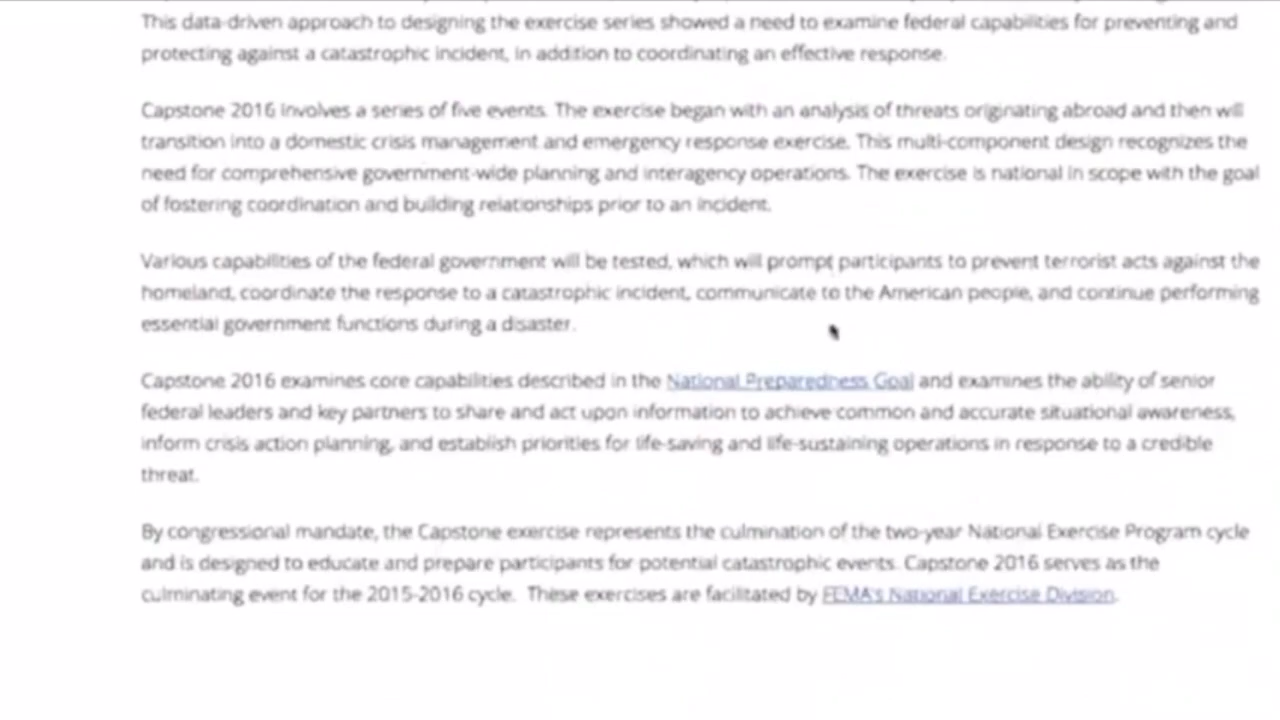 This data-driven approach to designing the exercise series showed a need to examine federal capabilities for preventing and
protecting against a catastrophic incident, in addition to coordinating an effective response.
Capstone 2016 involves a series of five events. The exercise began with an analysis of threats originating abroad and then will
transition into a domestic crisis management and emergency response exercise. This multi-component design recognizes the
need for comprehensive government-wide planning and interagency operations. The exercise is national in scope with the goal
of fostering coordination and building relationships prior to an incident.
Various capabilities of the federal government will be tested, which will prompt participants to prevent terrorist acts against the
homeland, coordinate the response to a catastrophic incident, communicate to the American people, and continue performing
essential government functions during a disaster.
Capstone 2016 examines core capabilities described in the National Preparedness Goal and examines the ability of senior
federal leaders and key partners to share and act upon information to achieve common and accurate situational awareness,
inform crisis action planning, and establish priorities for life-saving and life-sustaining operations in response to a credible
threat.
By congressional mandate, the Capstone exercise represents the culmination of the two-year National Exercise Program cycle
and is designed to educate and prepare participants for potential catastrophic events. Capstone 2016 serves as the
culminating event for the 2015-2016 cycle. These exercises are facilitated by FEMA's National Exercise Division.